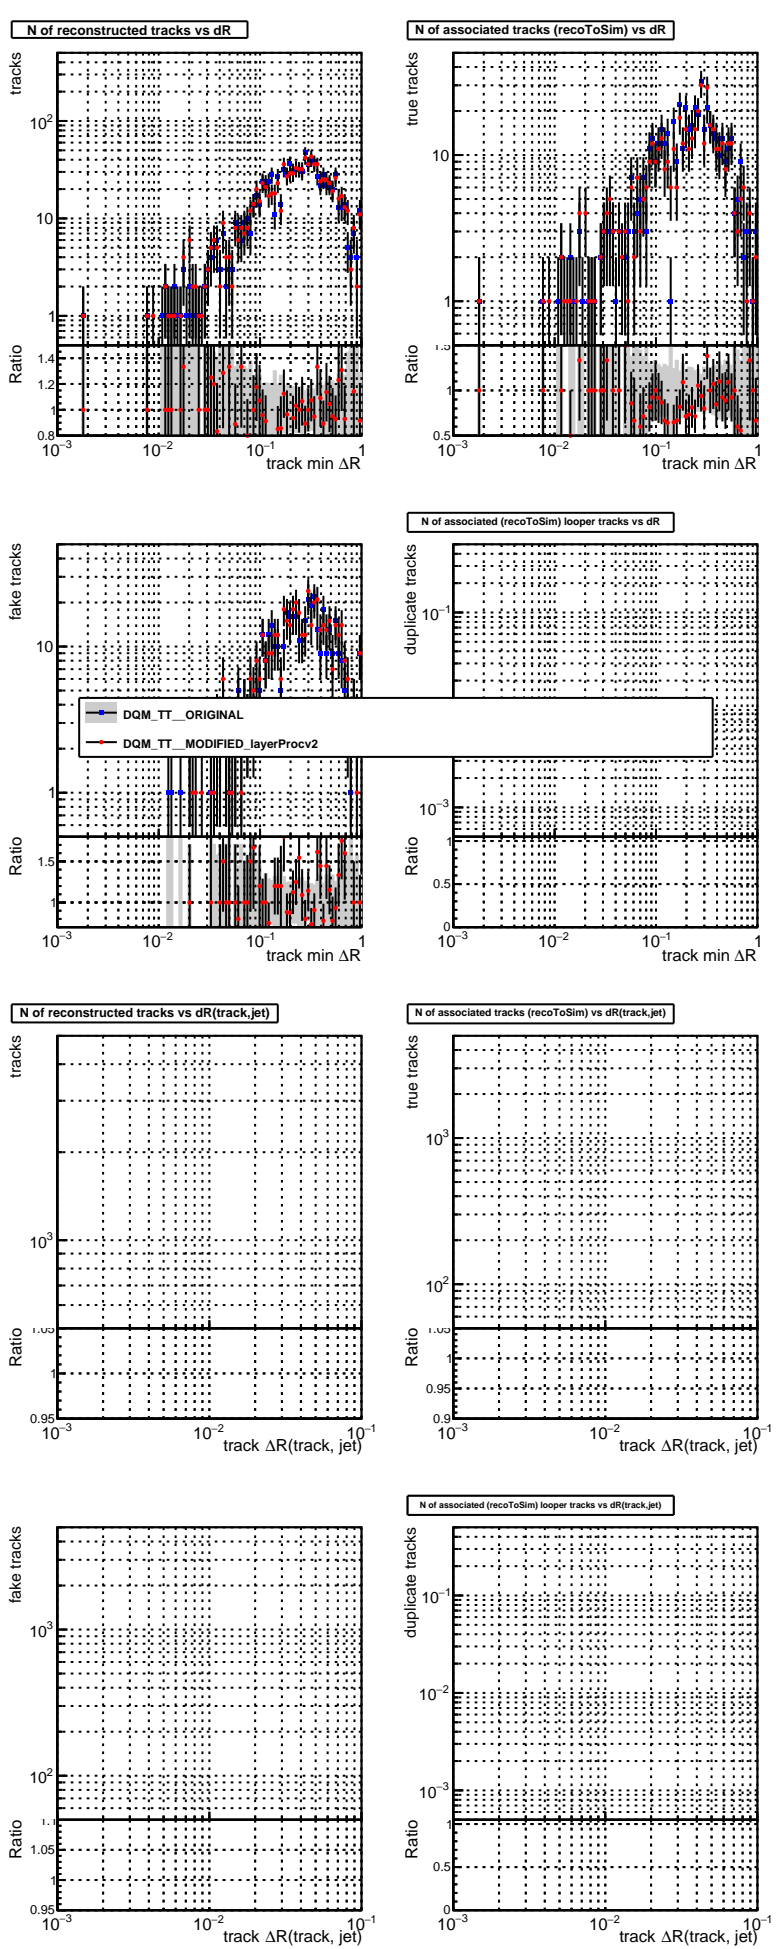 N of reconstructed tracks vs dR
tracks
10²
10
1
Ratio
1.4
1.2
1
0.8
10⁻³
10⁻²
10⁻¹
1
track min ΔR
N of associated tracks (recoToSim) vs dR
true tracks
10
1
Ratio
1.5
1
0.5
10⁻³
10⁻²
10⁻¹
1
track min ΔR
fake tracks
10
1
Ratio
1.5
1
10⁻³
10⁻²
10⁻¹
1
track min ΔR
N of associated (recoToSim) looper tracks vs dR
duplicate tracks
10⁻¹
10⁻³
Ratio
1
0.5
0
10⁻³
10⁻²
10⁻¹
1
track min ΔR
DQM_TT__ORIGINAL
DQM_TT__MODIFIED_layerProcv2
N of reconstructed tracks vs dR(track,jet)
tracks
10³
Ratio
1.05
1
0.95
10⁻³
10⁻²
10⁻¹
track ΔR(track, jet)
N of associated tracks (recoToSim) vs dR(track,jet)
true tracks
10³
10²
Ratio
1.05
1
0.95
0.9
10⁻³
10⁻²
10⁻¹
track ΔR(track, jet)
fake tracks
10³
10²
Ratio
1.1
1.05
1
0.95
10⁻³
10⁻²
10⁻¹
track ΔR(track, jet)
N of associated (recoToSim) looper tracks vs dR(track,jet)
duplicate tracks
10⁻¹
10⁻²
10⁻³
Ratio
1
0.5
0
10⁻³
10⁻²
10⁻¹
track ΔR(track, jet)